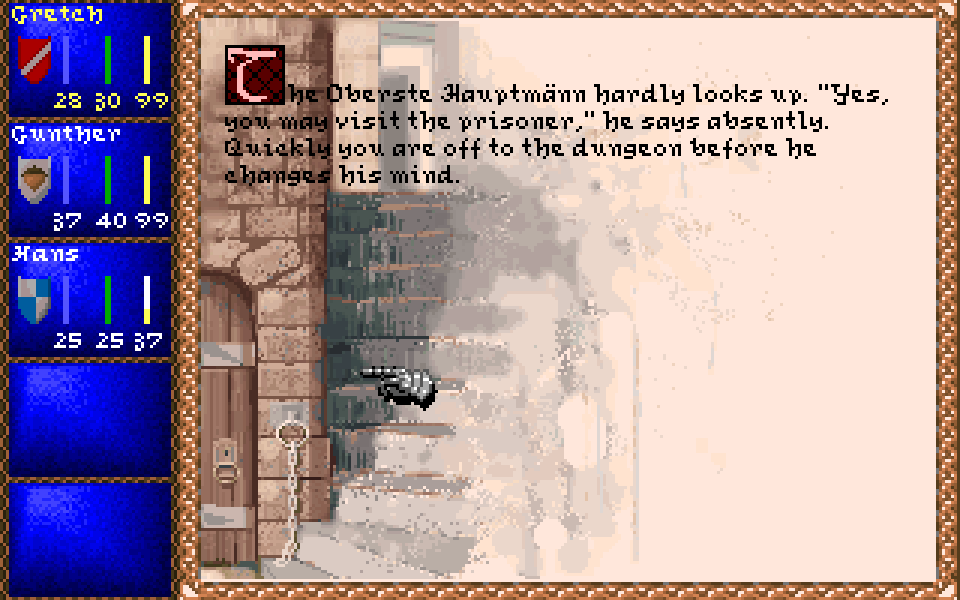 Gretch
28 30 99
Gunther
37 40 99
Hans
25 25 37
The Oberste Hauptmänn hardly looks up. "Yes,
you may visit the prisoner," he says absently.
Quickly you are off to the dungeon before he
changes his mind.